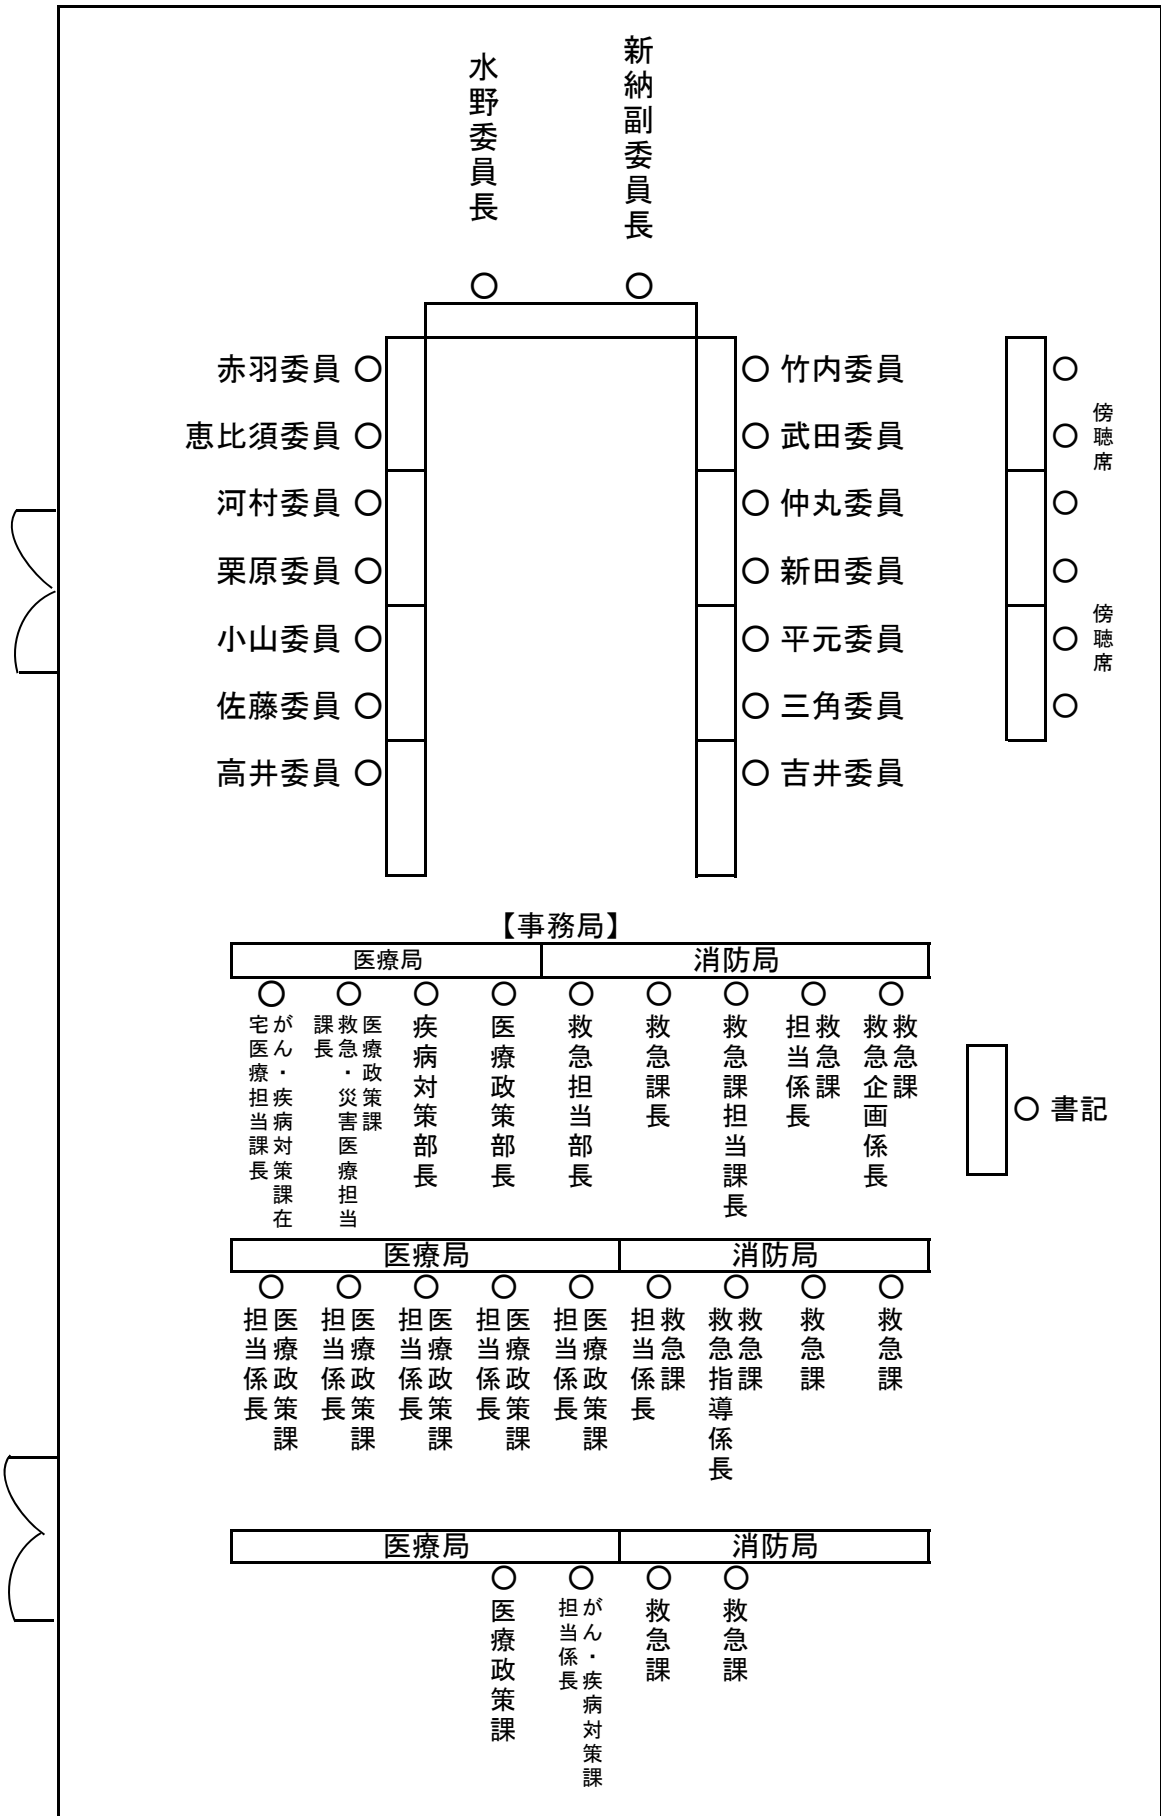 水野委員長
新納副委員長
赤羽委員
恵比須委員
河村委員
栗原委員
小山委員
佐藤委員
高井委員
竹内委員
武田委員
仲丸委員
新田委員
平元委員
三角委員
吉井委員
傍聴席
傍聴席
【事務局】
医療局
消防局
がん・疾病対策課在
宅医療担当課長
医療政策課
救急・災害医療担当
課長
疾病対策部長
医療政策部長
救急担当部長
救急課長
救急課担当課長
救急課
担当係長
救急課
救急企画係長
書記
医療局
消防局
医療政策課
担当係長
医療政策課
担当係長
医療政策課
担当係長
医療政策課
担当係長
医療政策課
担当係長
救急課
担当係長
救急課
救急指導係長
救急課
救急課
医療局
消防局
医療政策課
がん・疾病対策課
担当係長
救急課
救急課